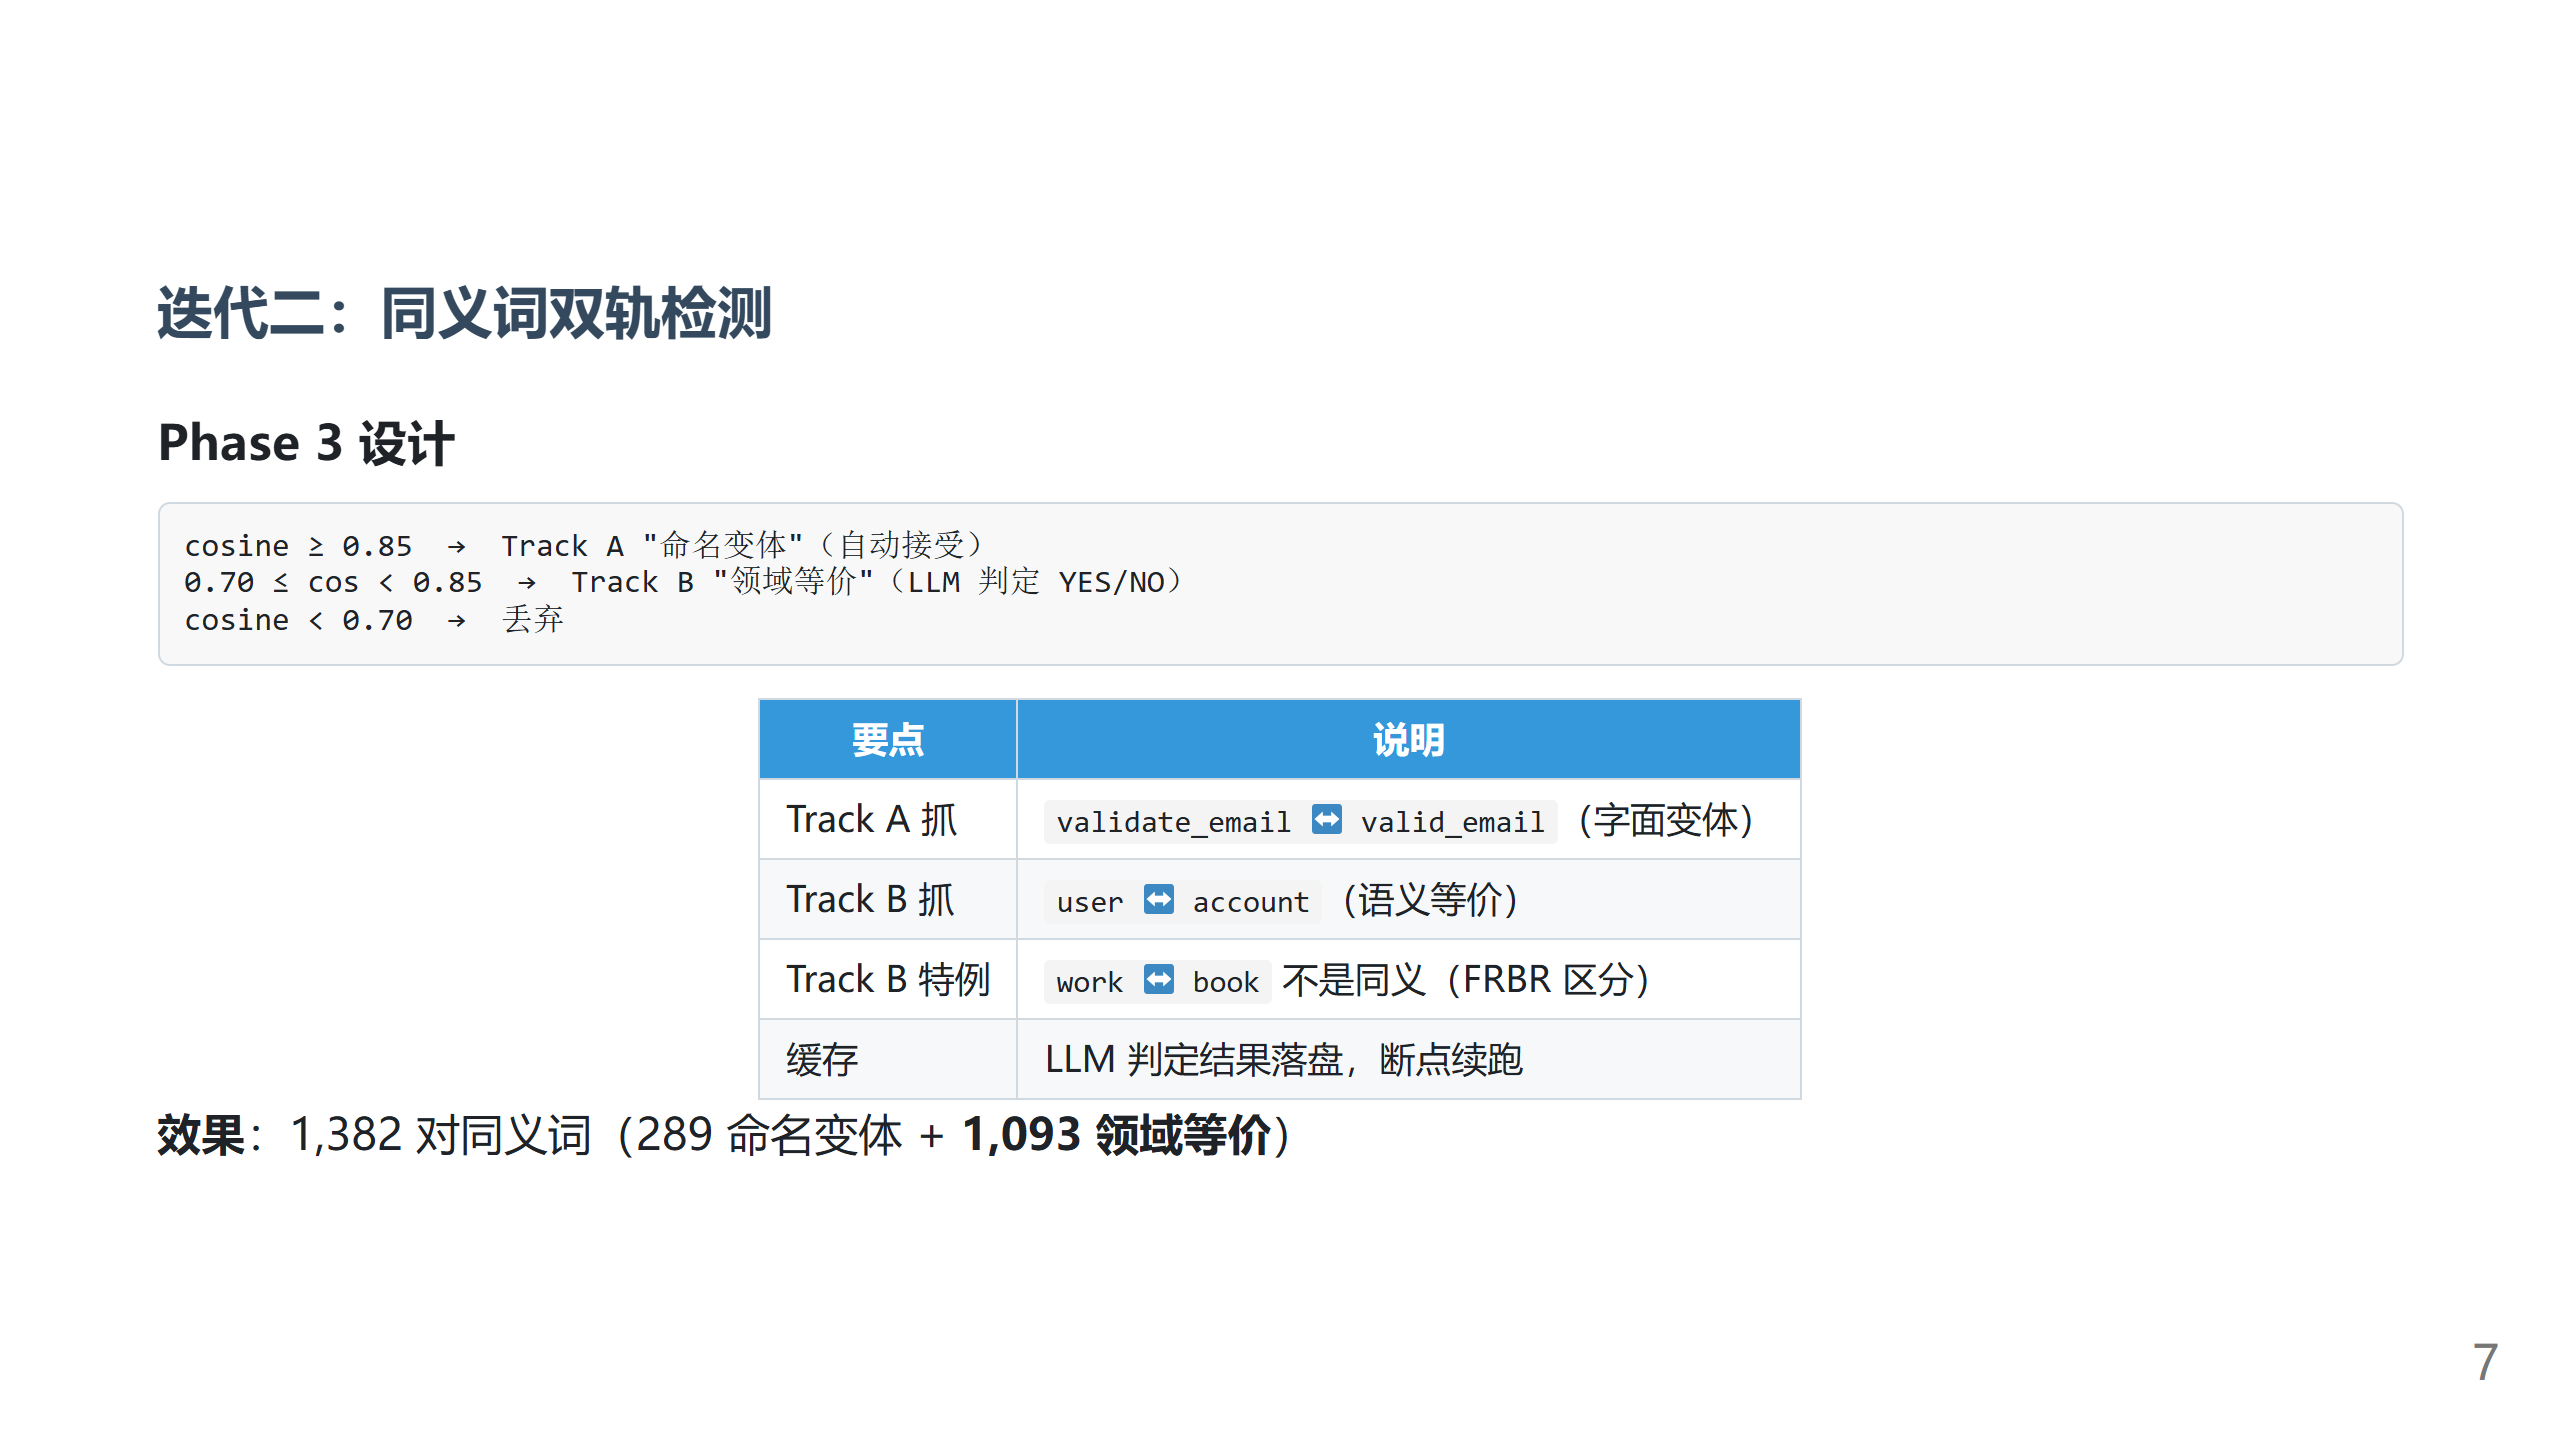 迭代二：同义词双轨检测
Phase 3 设计
cosine ≥ 0.85  →  Track A "命名变体"（自动接受）
0.70 ≤ cos < 0.85  →  Track B "领域等价"（LLM 判定 YES/NO）
cosine < 0.70  →  丢弃
要点 说明
Track A 抓 validate_email ↔️ valid_email（字面变体）
Track B 抓 user ↔️ account（语义等价）
Track B 特例 work ↔️ book 不是同义（FRBR 区分）
缓存 LLM 判定结果落盘，断点续跑
效果：1,382 对同义词（289 命名变体 + 1,093 领域等价）
7